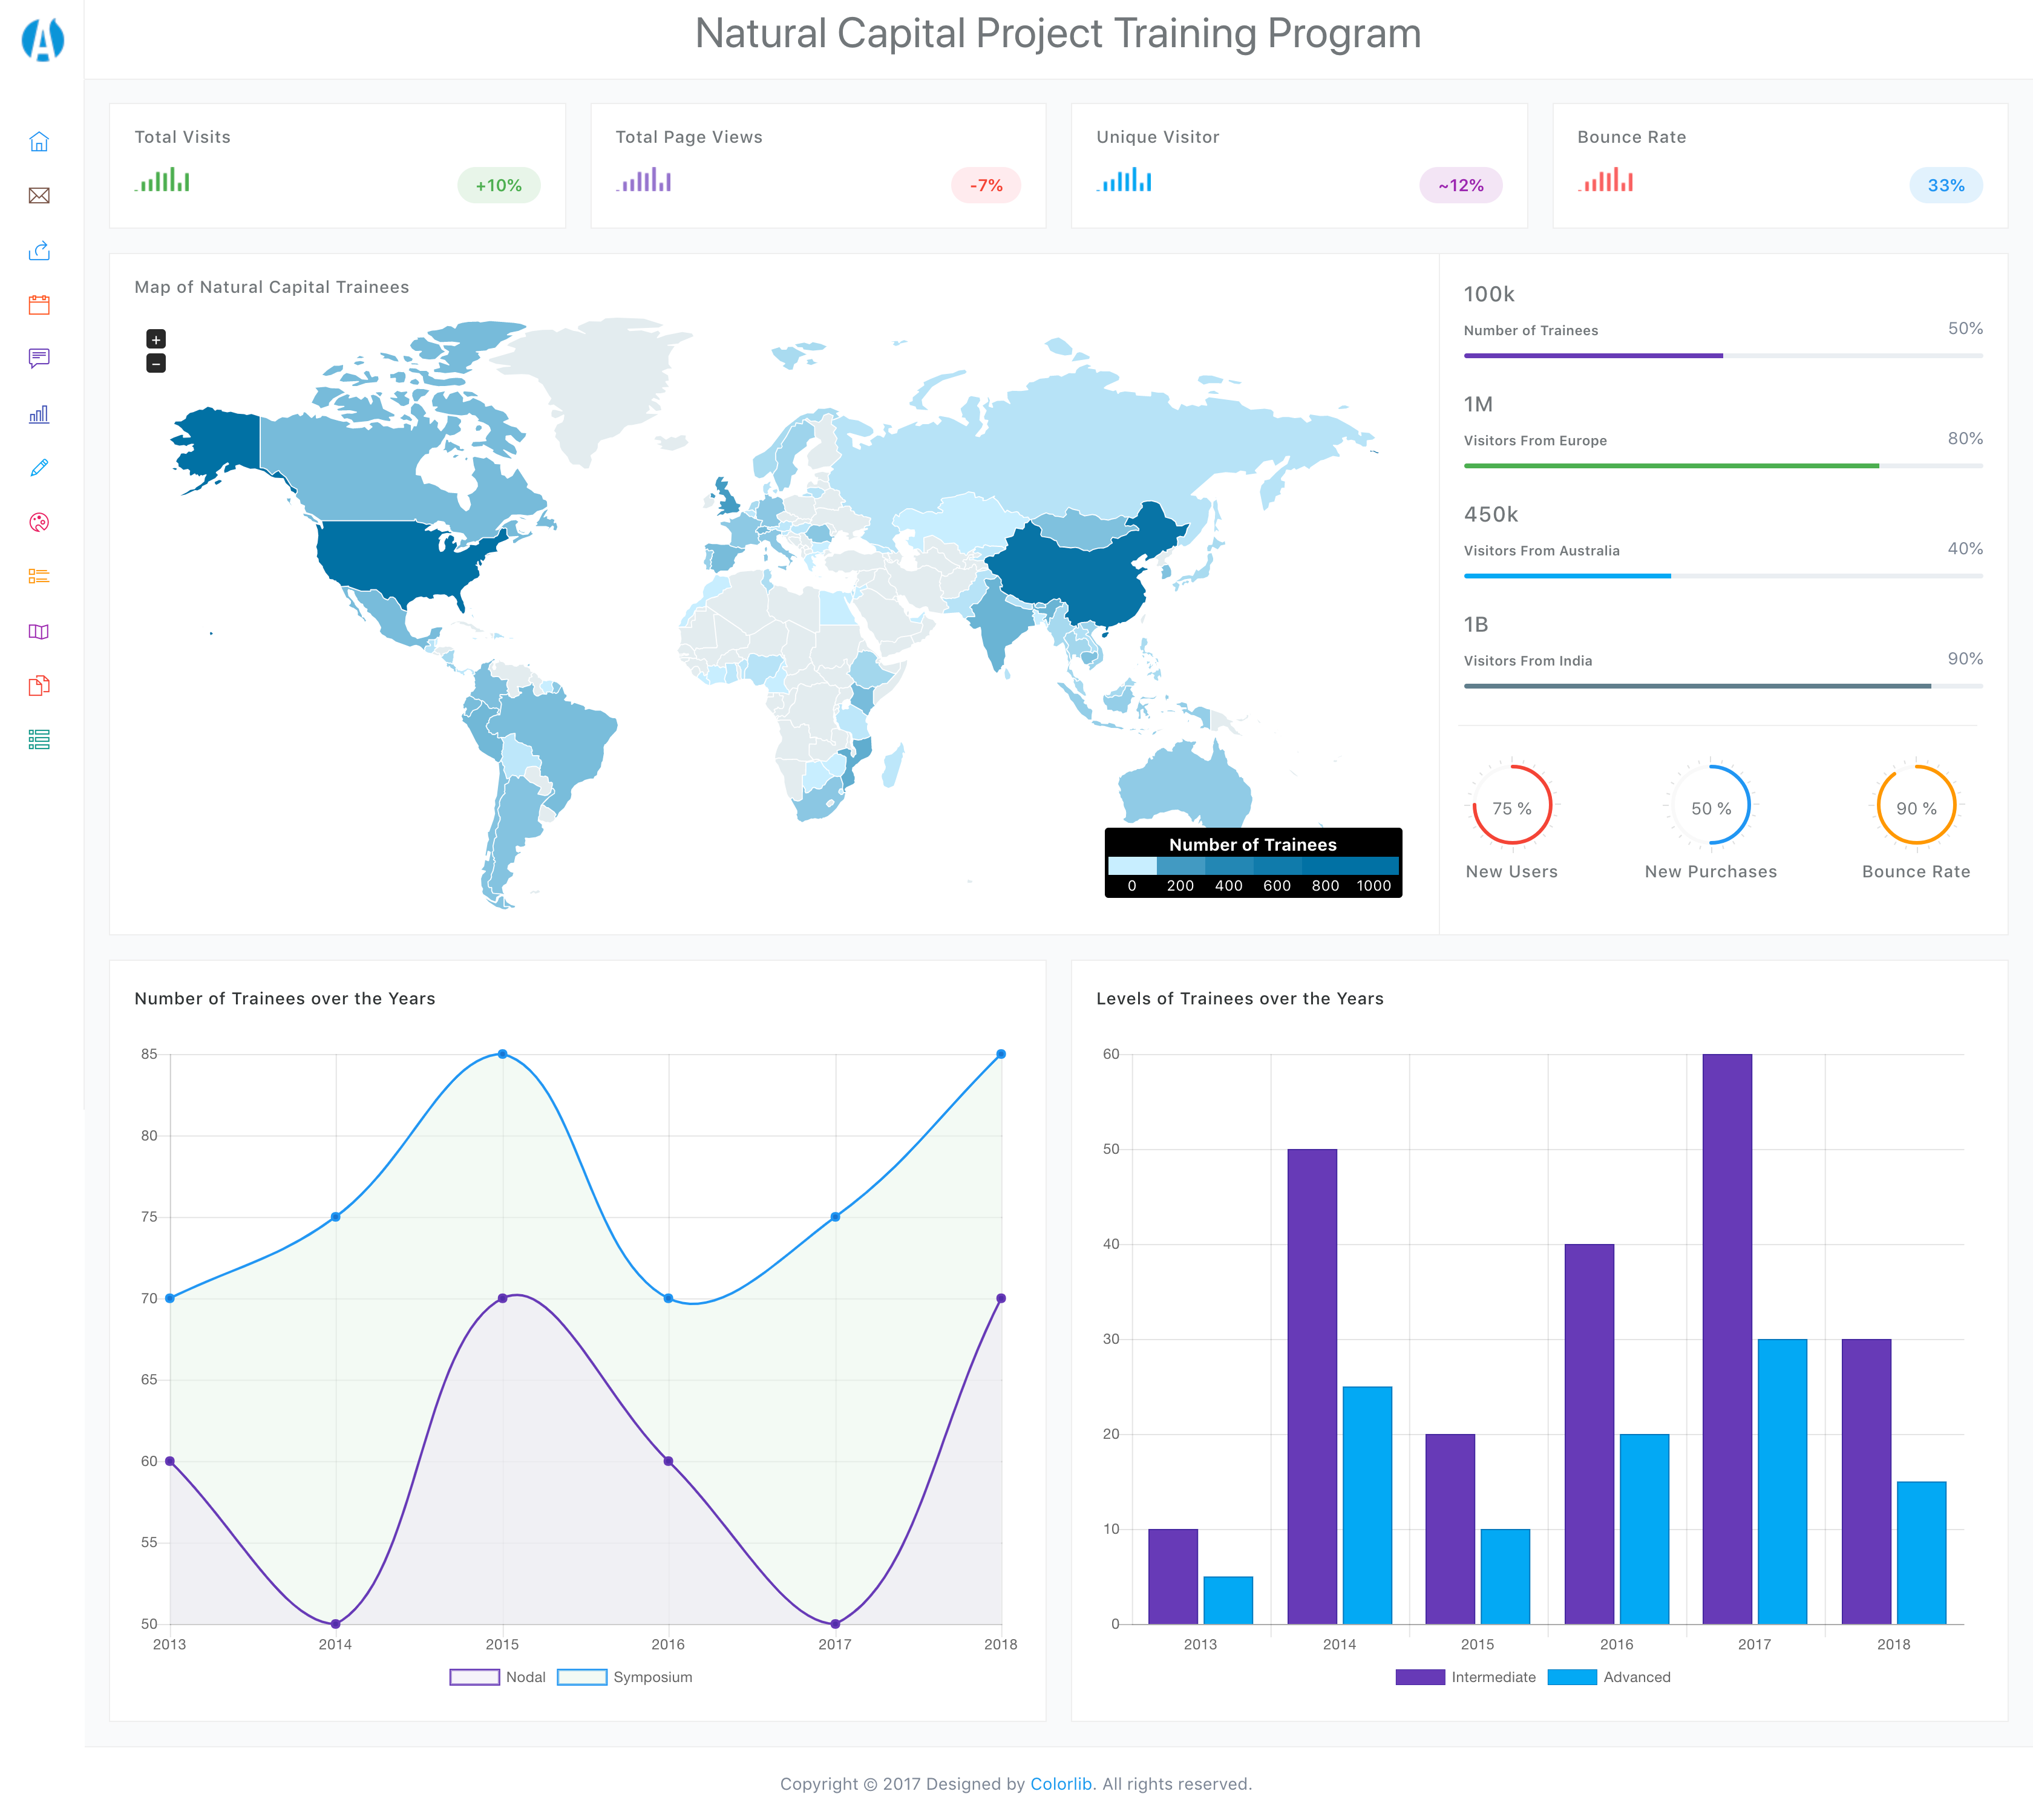 Natural Capital Project Training Program
Total Visits
+10%
Total Page Views
-7%
Unique Visitor
~12%
Bounce Rate
33%
Map of Natural Capital Trainees
+
−
Number of Trainees
0 200 400 600 800 1000
100k
Number of Trainees 50%
1M
Visitors From Europe 80%
450k
Visitors From Australia 40%
1B
Visitors From India 90%
75 % 50 % 90 %
New Users New Purchases Bounce Rate
Number of Trainees over the Years
85
80
75
70
65
60
55
50
2013 2014 2015 2016 2017 2018
Nodal Symposium
Levels of Trainees over the Years
60
50
40
30
20
10
0
2013 2014 2015 2016 2017 2018
Intermediate Advanced
Copyright © 2017 Designed by Colorlib. All rights reserved.